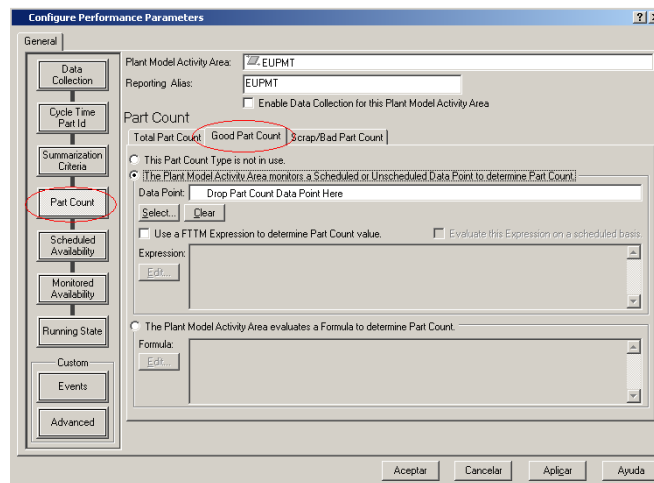 Configure Performance Parameters
General
Data Collection
Cycle Time Part Id
Summarization Criteria
Part Count
Scheduled Availability
Monitored Availability
Running State
Custom
Events
Advanced
Plant Model Activity Area: EUPMT
Reporting Alias: EUPMT
Enable Data Collection for this Plant Model Activity Area
Part Count
Total Part Count Good Part Count Scrap/Bad Part Count
This Part Count Type is not in use.
The Plant Model Activity Area monitors a Scheduled or Unscheduled Data Point to determine Part Count.
Data Point: Drop Part Count Data Point Here
Select... Clear
Use a FTTM Expression to determine Part Count value. Evaluate this Expression on a scheduled basis.
Expression:
Edit...
The Plant Model Activity Area evaluates a Formula to determine Part Count.
Formula:
Edit...
Aceptar Cancelar Aplicar Ayuda